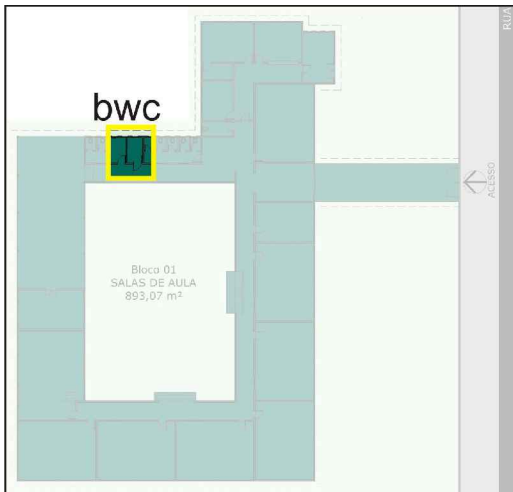 RUA
bwc
ACESSO
Bloco 01
SALAS DE AULA
893,07 m²